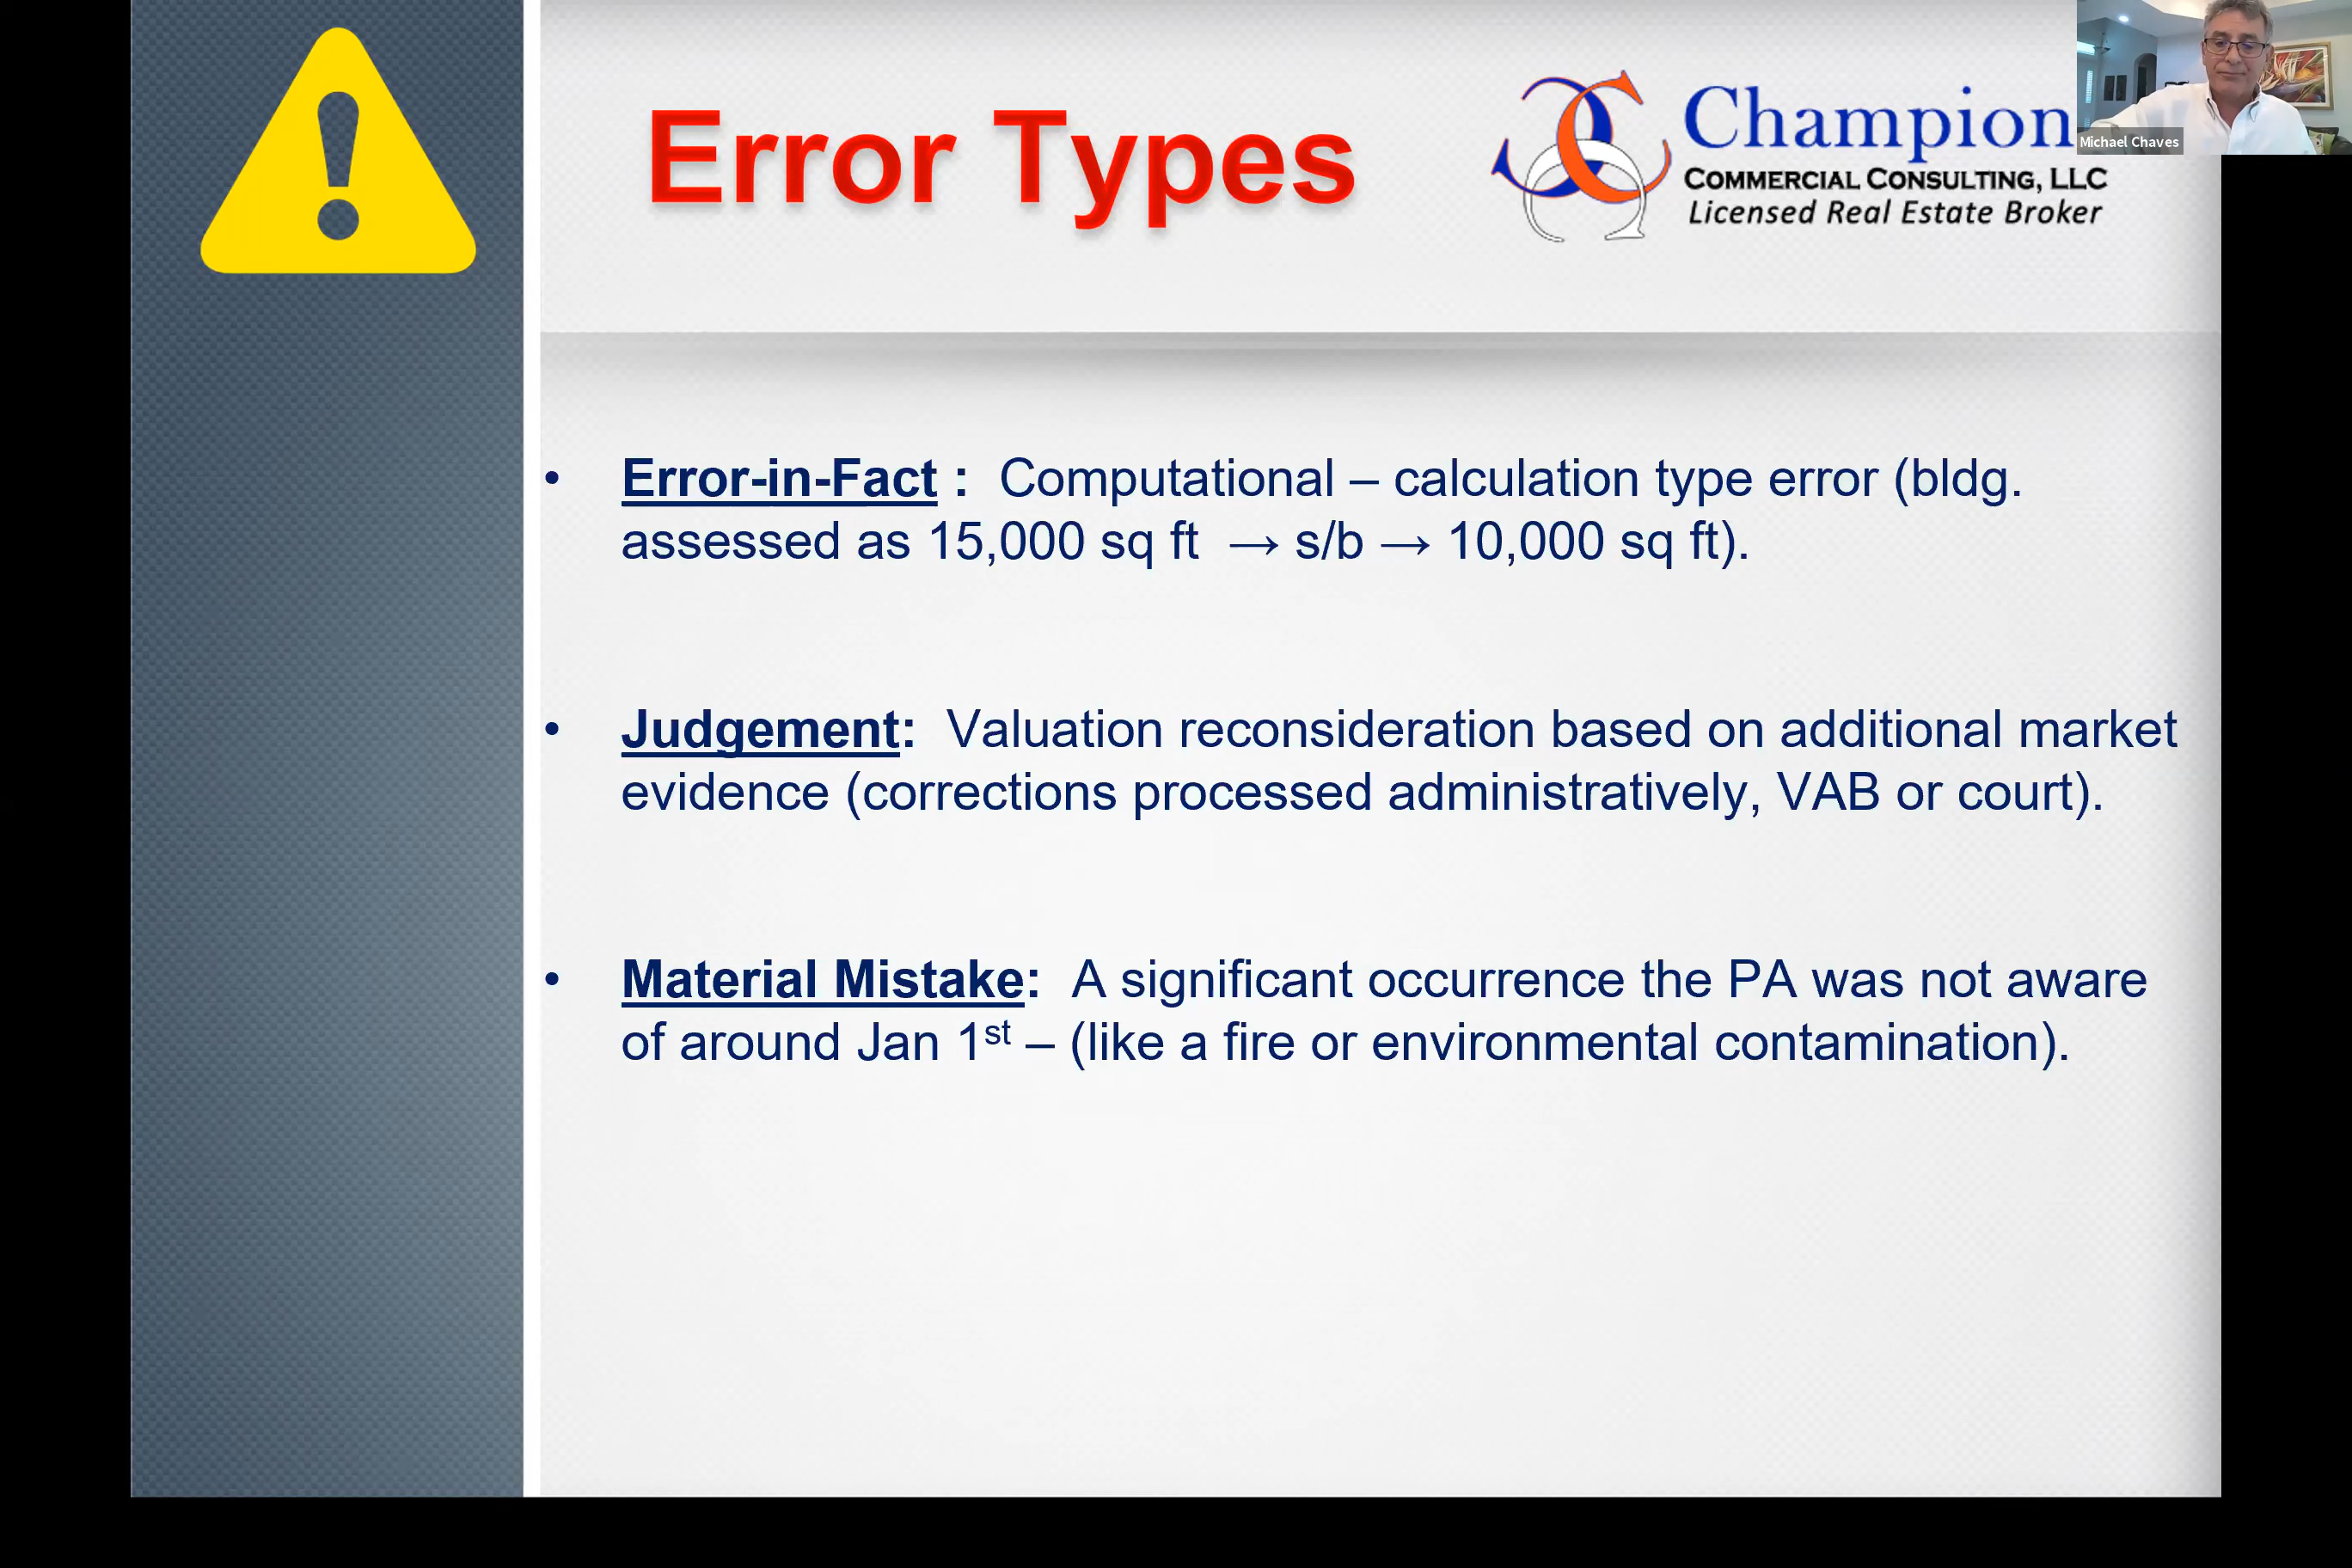 Error Types
Champion
COMMERCIAL CONSULTING, LLC
Licensed Real Estate Broker
Michael Chaves
• Error-in-Fact : Computational – calculation type error (bldg.
assessed as 15,000 sq ft → s/b → 10,000 sq ft).
• Judgement: Valuation reconsideration based on additional market
evidence (corrections processed administratively, VAB or court).
• Material Mistake: A significant occurrence the PA was not aware
of around Jan 1st – (like a fire or environmental contamination).